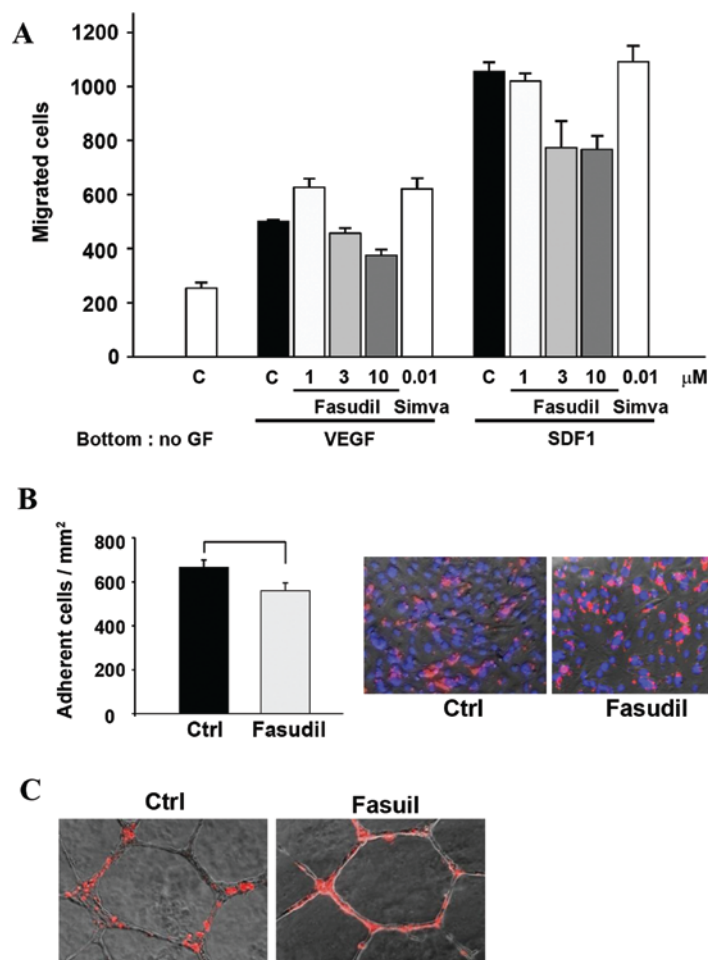 A
Migrated cells
1200
1000
800
600
400
200
0
C C 1 3 10 0.01 C 1 3 10 0.01 μM
Fasudil Simva Fasudil Simva
Bottom : no GF VEGF SDF1
B
Adherent cells / mm²
800
600
400
200
0
Ctrl Fasudil
Ctrl Fasudil
C
Ctrl Fasuil